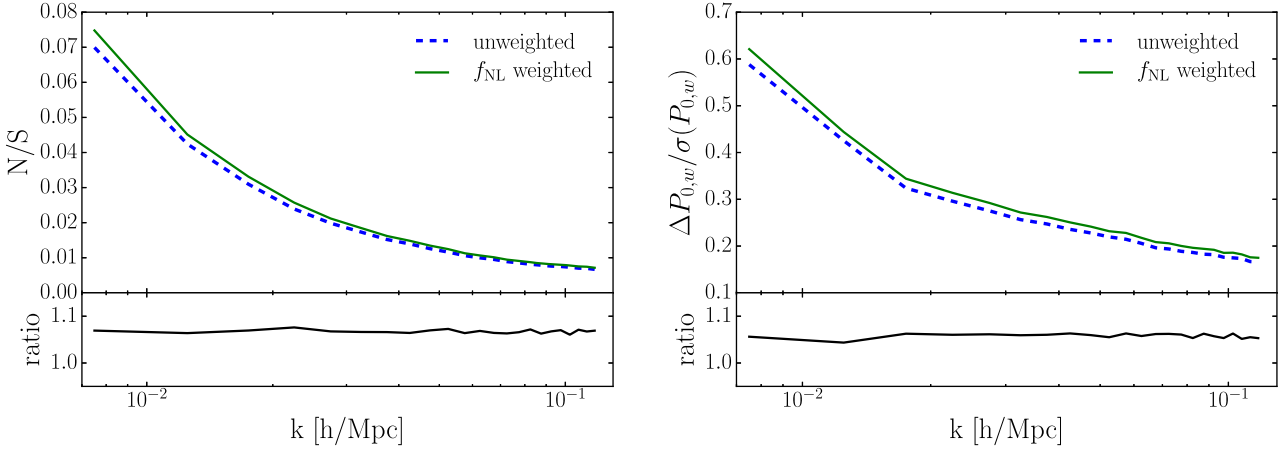 0.08
0.07
0.06
0.05
0.04
0.03
0.02
0.01
0.00
N/S
unweighted
f_NL weighted
1.1
1.0
ratio
10^{-2} 10^{-1}
k [h/Mpc]
0.7
0.6
0.5
0.4
0.3
0.2
0.1
ΔP_{0,w}/σ(P_{0,w})
unweighted
f_NL weighted
1.1
1.0
ratio
10^{-2} 10^{-1}
k [h/Mpc]